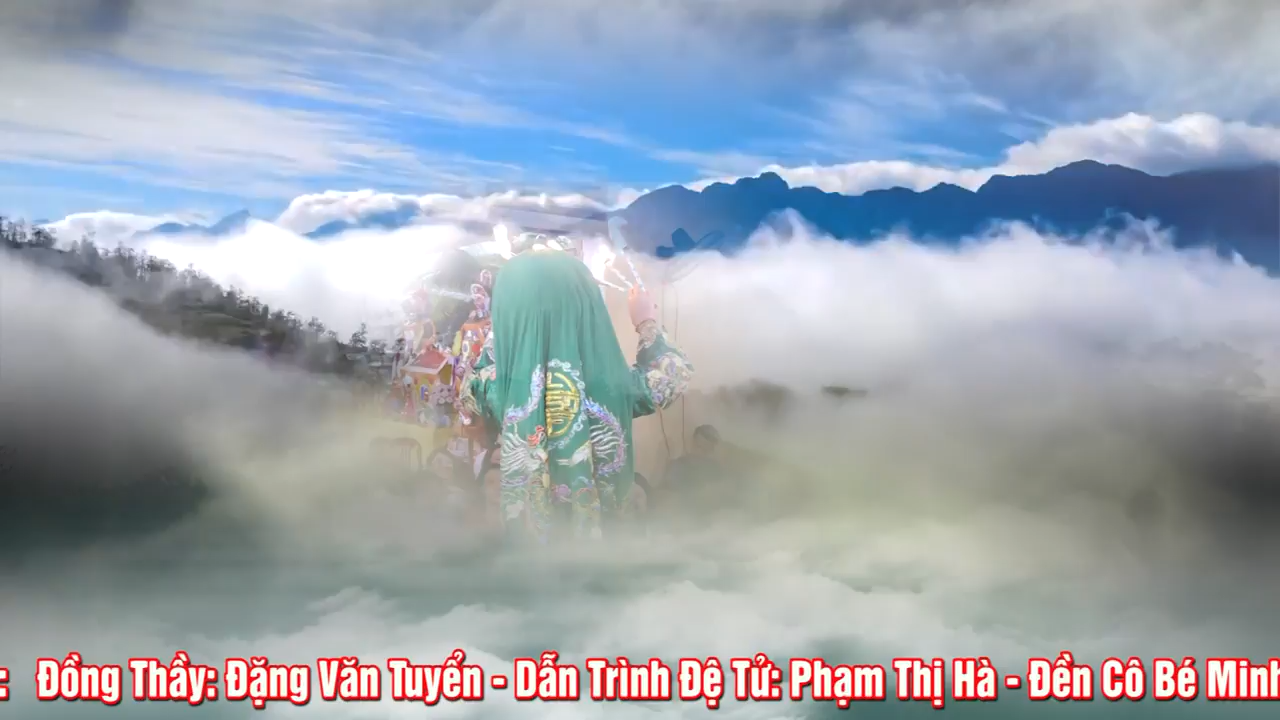 : Đồng Thầy: Đặng Văn Tuyển - Dẫn Trình Đệ Tử: Phạm Thị Hà - Đền Cô Bé Minh